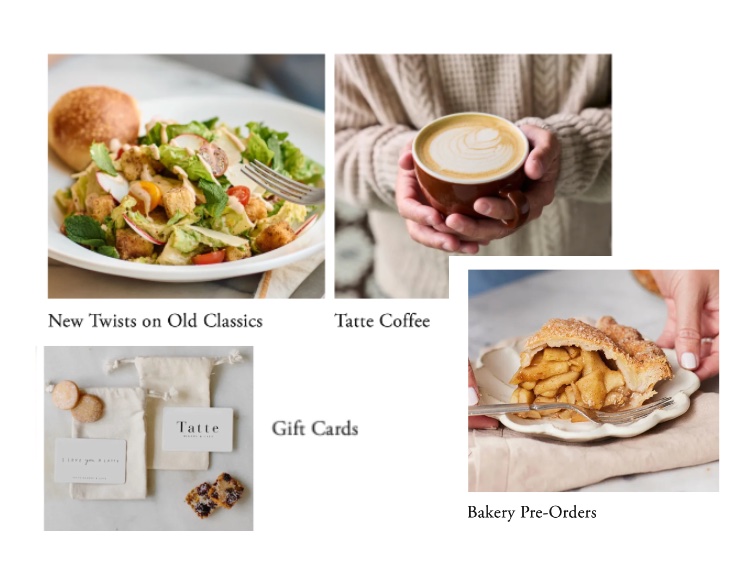 New Twists on Old Classics
Tatte Coffee
Tatte
Gift Cards
Bakery Pre-Orders